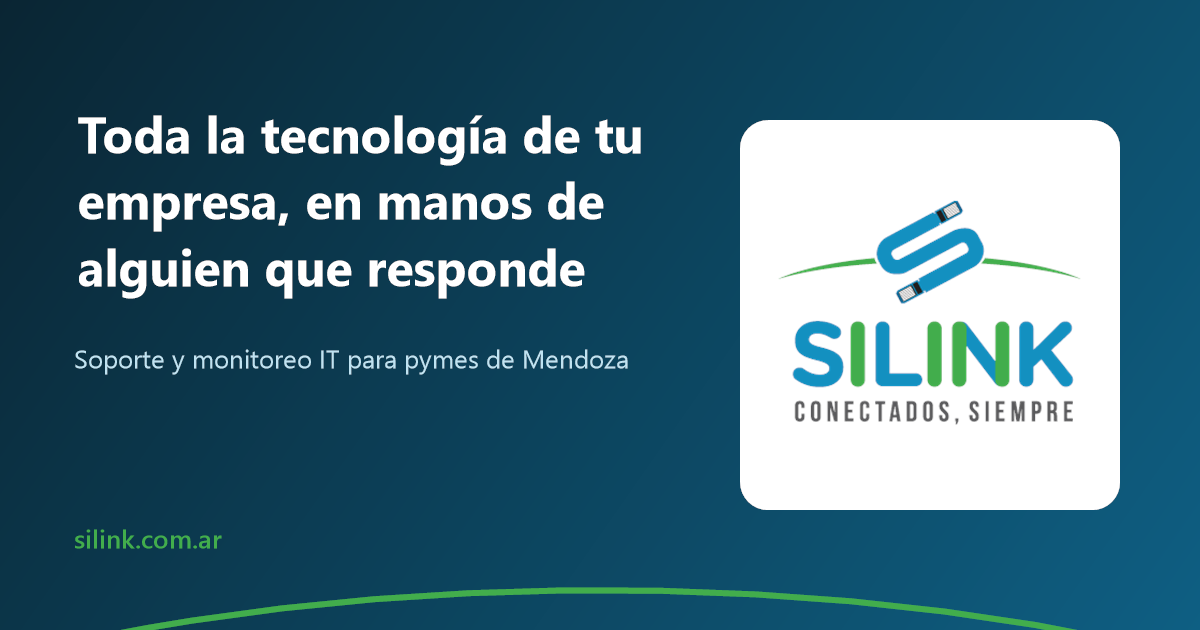 Toda la tecnología de tu
empresa, en manos de
alguien que responde
Soporte y monitoreo IT para pymes de Mendoza
silink.com.ar
SILINK
CONECTADOS, SIEMPRE